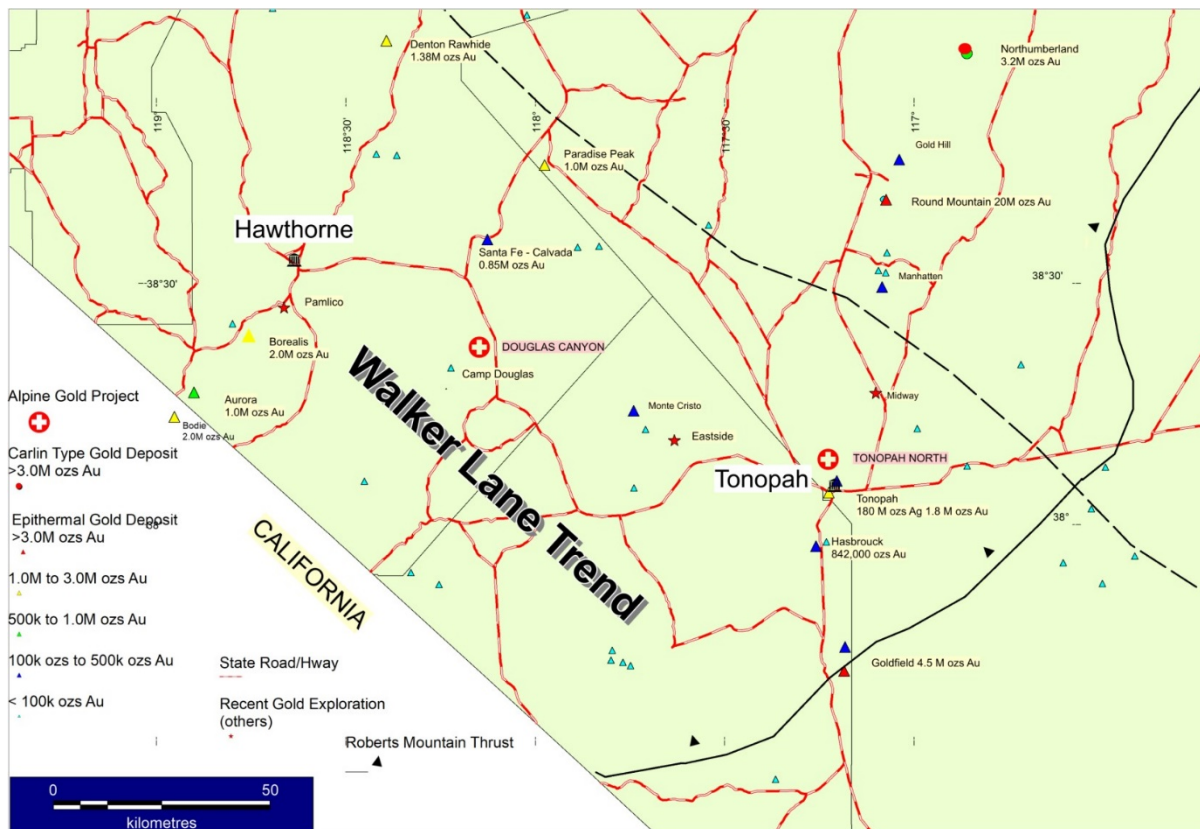 Denton Rawhide
1.38M ozs Au
Northumberland
3.2M ozs Au
119°
118°30'
118°
117°30'
117°
Gold Hill
Paradise Peak
1.0M ozs Au
Round Mountain 20M ozs Au
Hawthorne
Santa Fe - Calvada
0.85M ozs Au
38°30'
38°30'
Manhatten
Pamlico
Borealis
2.0M ozs Au
DOUGLAS CANYON
Camp Douglas
Walker Lane Trend
Aurora
1.0M ozs Au
Bodie
2.0M ozs Au
Monte Cristo
Midway
Eastside
TONOPAH NORTH
Tonopah
Tonopah
180 M ozs Ag 1.8 M ozs Au
38°
Hasbrouck
842,000 ozs Au
CALIFORNIA
Goldfield 4.5 M ozs Au
Alpine Gold Project
Carlin Type Gold Deposit
>3.0M ozs Au
Epithermal Gold Deposit
>3.0M ozs Au
1.0M to 3.0M ozs Au
500k to 1.0M ozs Au
100k ozs to 500k ozs Au
< 100k ozs Au
State Road/Hway
Recent Gold Exploration
(others)
Roberts Mountain Thrust
0 50
kilometres